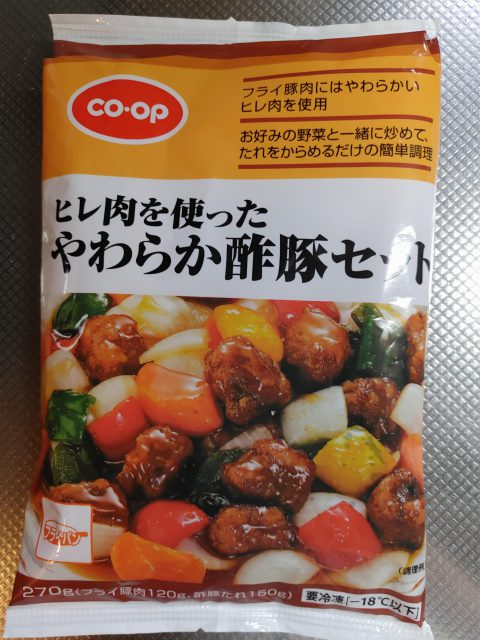 フライ豚肉にはやわらかい
ヒレ肉を使用
CO·OP
お好みの野菜と一緒に炒めて、
たれをからめるだけの簡単調理
ヒレ肉を使った
やわらか酢豚セット
フライパン
(調理例)
270g(フライ豚肉120g、酢豚たれ150g)
要冷凍[-18℃以下]